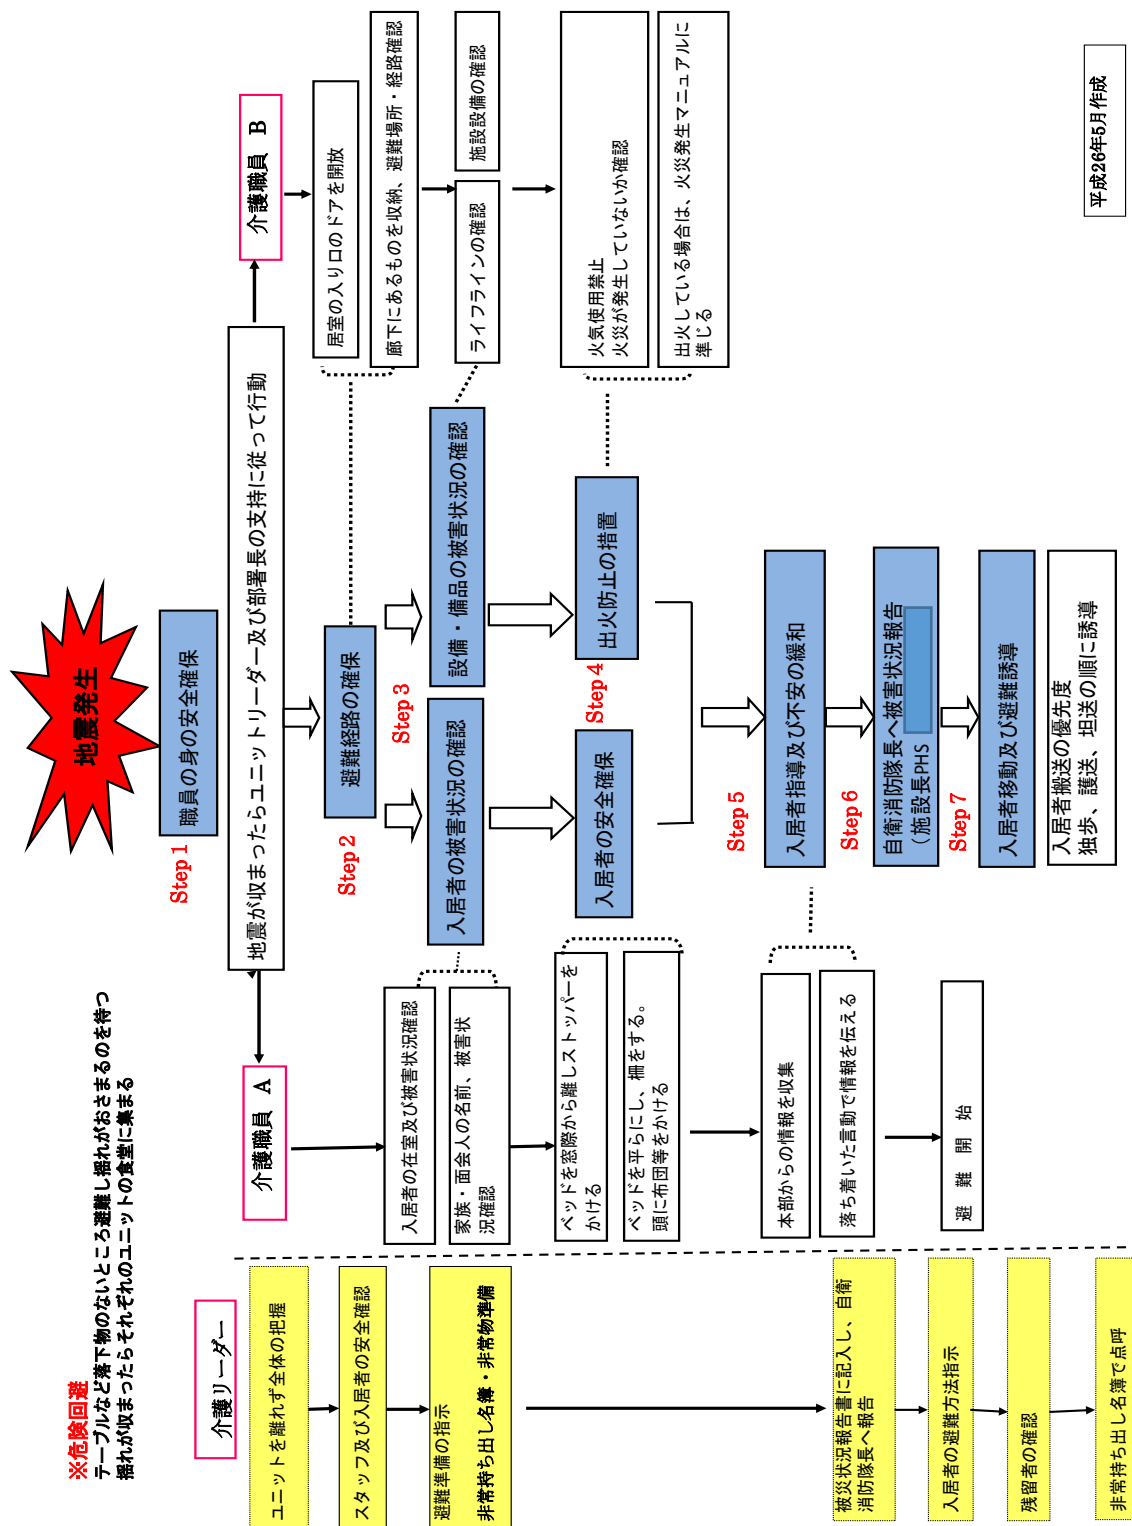 ※危険回避
テーブルなど落下物のないところ避難し揺れがおさまるのを待つ
揺れが収まったらそれぞれのユニットの食堂に集まる
地震発生
Step 1
職員の身の安全確保
地震が収まったらユニットリーダー及び部署長の支持に従って行動
介護リーダー
ユニットを離れず全体の把握
スタッフ及び入居者の安全確認
避難準備の指示
非常持ち出し名簿・非常物準備
被災状況報告書に記入し、自衛
消防隊長へ報告
入居者の避難方法指示
残留者の確認
非常持ち出し名簿で点呼
介護職員 A
入居者の在室及び被害状況確認
家族・面会人の名前、被害状
況確認
ベッドを窓際から離しストッパーを
かける
ベッドを平らにし、柵をする。
頭に布団等をかける
本部からの情報を収集
落ち着いた言動で情報を伝える
避 難 開 始
Step 2
避難経路の確保
Step 3
入居者の被害状況の確認
設備・備品の被害状況の確認
Step 4
入居者の安全確保
出火防止の措置
Step 5
入居者指導及び不安の緩和
Step 6
自衛消防隊長へ被害状況報告
(施設長PHS
Step 7
入居者移動及び避難誘導
入居者搬送の優先度
独歩、護送、担送の順に誘導
介護職員 B
居室の入り口のドアを開放
廊下にあるものを収納、避難場所・経路確認
ライフラインの確認
施設設備の確認
火気使用禁止
火災が発生していないか確認
出火している場合は、火災発生マニュアルに
準じる
平成26年5月作成